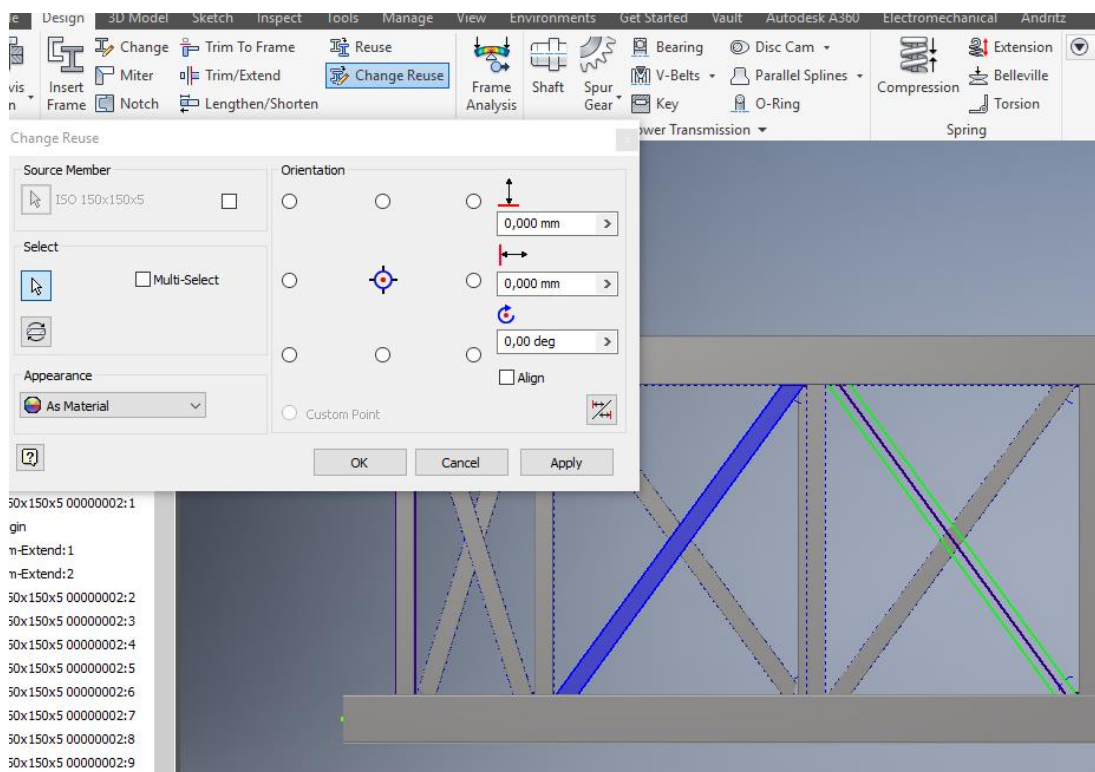 Design 3D Model Sketch Inspect Tools Manage View Environments Get Started Vault Autodesk A360 Electromechanical Andritz
Change Trim To Frame Reuse Bearing Disc Cam Extension
Miter Trim/Extend Change Reuse V-Belts Parallel Splines Belleville
Insert Frame Notch Lengthen/Shorten Frame Analysis Shaft Spur Gear Key O-Ring Compression Torsion
ower Transmission Spring
Change Reuse
Source Member
ISO 150x150x5
Orientation
0,000 mm
Select
Multi-Select
0,000 mm
0,00 deg
Align
Appearance
As Material
Custom Point
OK Cancel Apply
50x150x5 00000002:1
gin
m-Extend:1
m-Extend:2
50x150x5 00000002:2
50x150x5 00000002:3
50x150x5 00000002:4
50x150x5 00000002:5
50x150x5 00000002:6
50x150x5 00000002:7
50x150x5 00000002:8
50x150x5 00000002:9